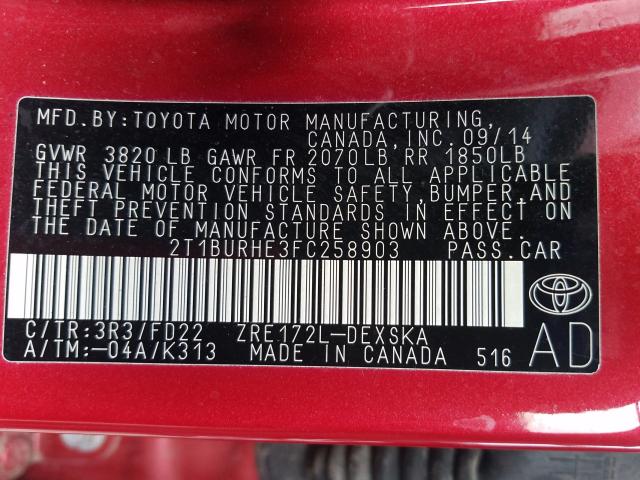 MFD.BY:TOYOTA MOTOR MANUFACTURING,
CANADA,INC. 09/14
GVWR 3820 LB GAWR FR 2070LB RR 1850LB
THIS VEHICLE CONFORMS TO ALL APPLICABLE
FEDERAL MOTOR VEHICLE SAFETY,BUMPER,AND
THEFT PREVENTION STANDARDS IN EFFECT ON
THE DATE OF MANUFACTURE SHOWN ABOVE.
2T1BURHE3FC258903 PASS.CAR
C/TR:3R3/FD22 ZRE172L-DEXSKA
A/TM:-04A/K313 MADE IN CANADA 516
AD